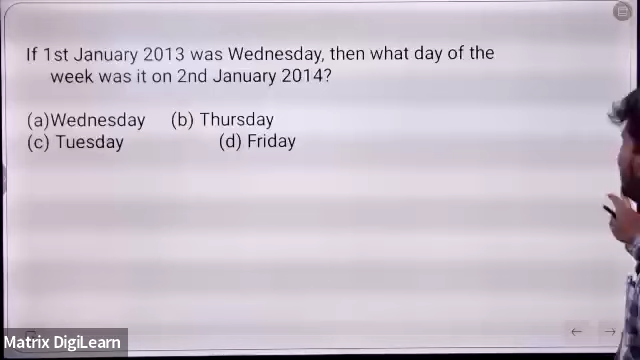 If 1st January 2013 was Wednesday, then what day of the
week was it on 2nd January 2014?
(a)Wednesday (b) Thursday
(c) Tuesday (d) Friday
Matrix DigiLearn